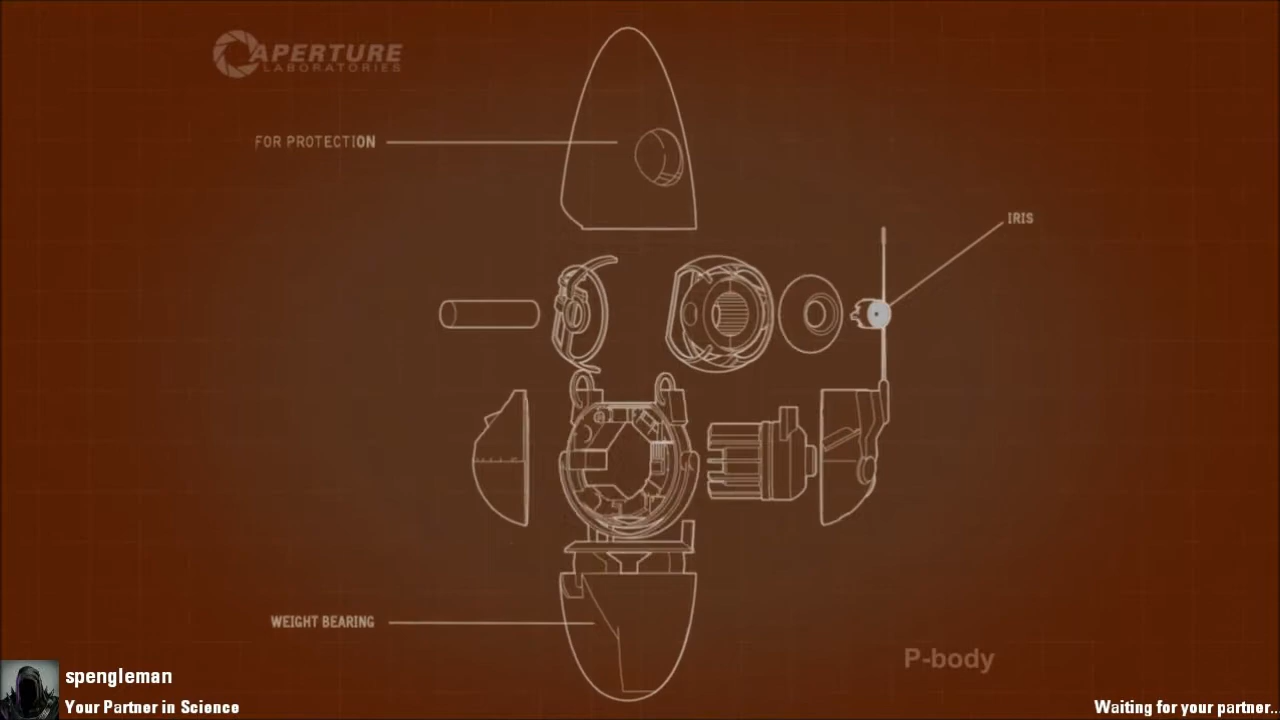 APERTURE
LABORATORIES
FOR PROTECTION
IRIS
WEIGHT BEARING
P-body
spengleman
Your Partner in Science
Waiting for your partner...